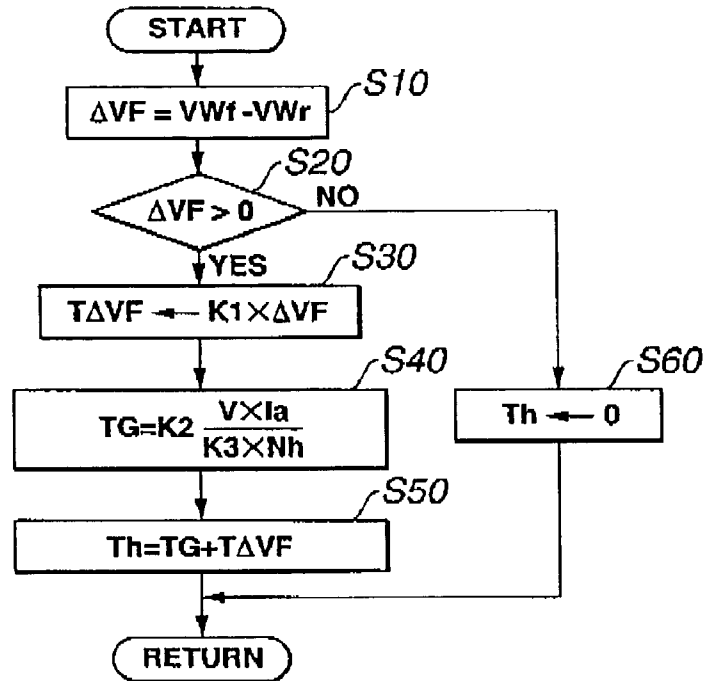 START
S10
ΔVF = VWf -VWr
S20
ΔVF > 0
NO
YES
S30
TΔVF ← K1×ΔVF
S40
TG=K2 V×Ia
K3×Nh
S60
Th ← 0
S50
Th=TG+TΔVF
RETURN